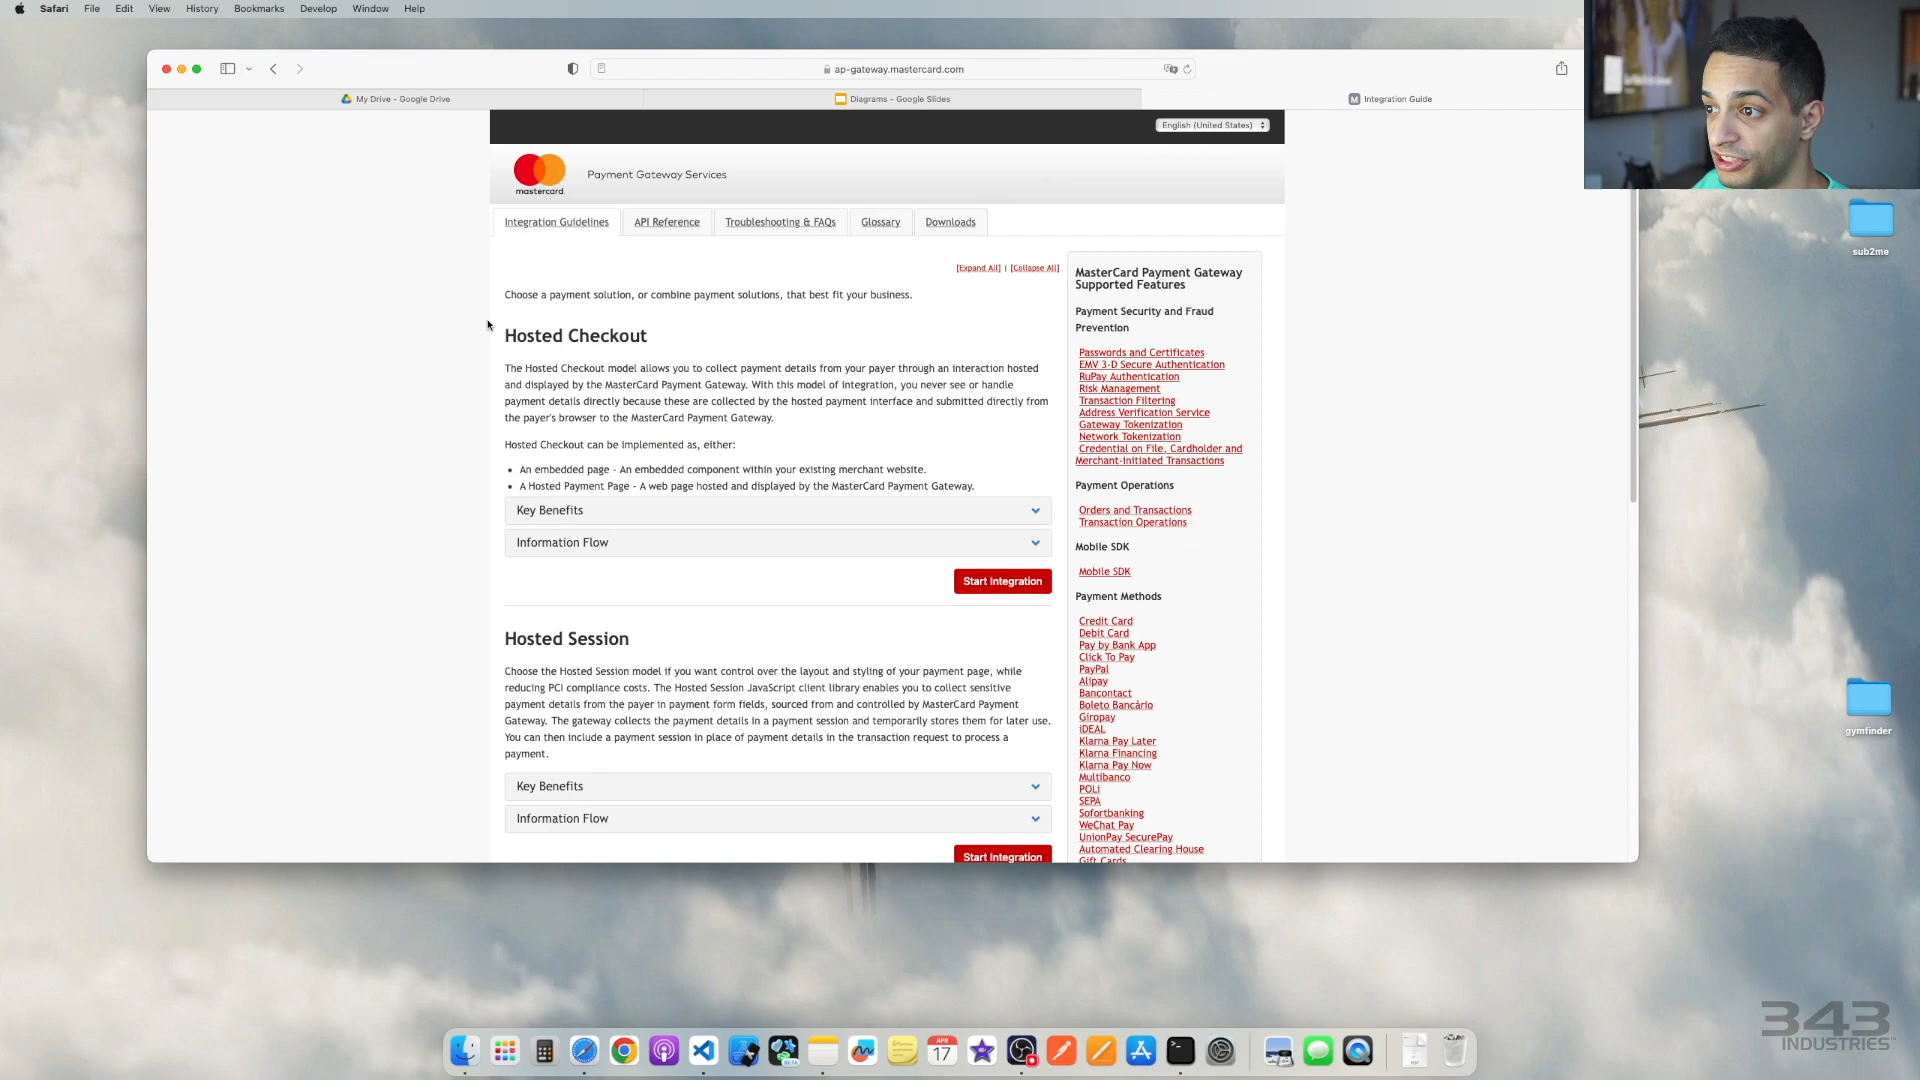 Safari File Edit View History Bookmarks Develop Window Help
ap-gateway.mastercard.com
My Drive - Google Drive
Diagrams - Google Slides
Integration Guide
English (United States)
mastercard.
Payment Gateway Services
Integration Guidelines
API Reference
Troubleshooting & FAQs
Glossary
Downloads
[Expand All] | [Collapse All]
Choose a payment solution, or combine payment solutions, that best fit your business.
Hosted Checkout
The Hosted Checkout model allows you to collect payment details from your payer through an interaction hosted
and displayed by the MasterCard Payment Gateway. With this model of integration, you never see or handle
payment details directly because these are collected by the hosted payment interface and submitted directly from
the payer's browser to the MasterCard Payment Gateway.
Hosted Checkout can be implemented as, either:
• An embedded page - An embedded component within your existing merchant website.
• A Hosted Payment Page - A web page hosted and displayed by the MasterCard Payment Gateway.
Key Benefits
Information Flow
Start Integration
Hosted Session
Choose the Hosted Session model if you want control over the layout and styling of your payment page, while
reducing PCI compliance costs. The Hosted Session JavaScript client library enables you to collect sensitive
payment details from the payer in payment form fields, sourced from and controlled by MasterCard Payment
Gateway. The gateway collects the payment details in a payment session and temporarily stores them for later use.
You can then include a payment session in place of payment details in the transaction request to process a
payment.
Key Benefits
Information Flow
Start Integration
MasterCard Payment Gateway
Supported Features
Payment Security and Fraud
Prevention
Passwords and Certificates
EMV 3-D Secure Authentication
RuPay Authentication
Risk Management
Transaction Filtering
Address Verification Service
Gateway Tokenization
Network Tokenization
Credential on File, Cardholder and
Merchant-initiated Transactions
Payment Operations
Orders and Transactions
Transaction Operations
Mobile SDK
Mobile SDK
Payment Methods
Credit Card
Debit Card
Pay by Bank App
Click To Pay
PayPal
Alipay
Bancontact
Boleto Bancário
Giropay
iDEAL
Klarna Pay Later
Klarna Financing
Klarna Pay Now
Multibanco
POLi
SEPA
Sofortbanking
WeChat Pay
UnionPay SecurePay
Automated Clearing House
Gift Cards
sub2me
gymfinder
343
INDUSTRIES
APR
17